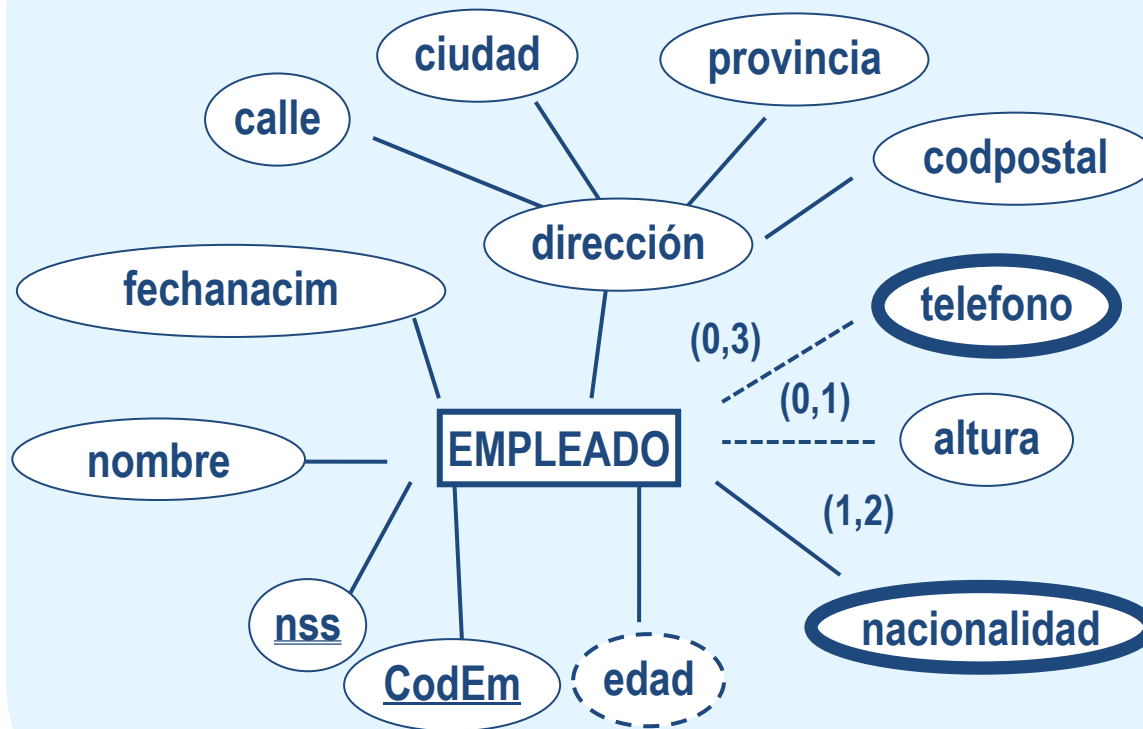 ciudad
provincia
calle
codpostal
dirección
fechanacim
telefono
(0,3)
(0,1)
nombre
EMPLEADO
altura
(1,2)
nss
nacionalidad
CodEm
edad